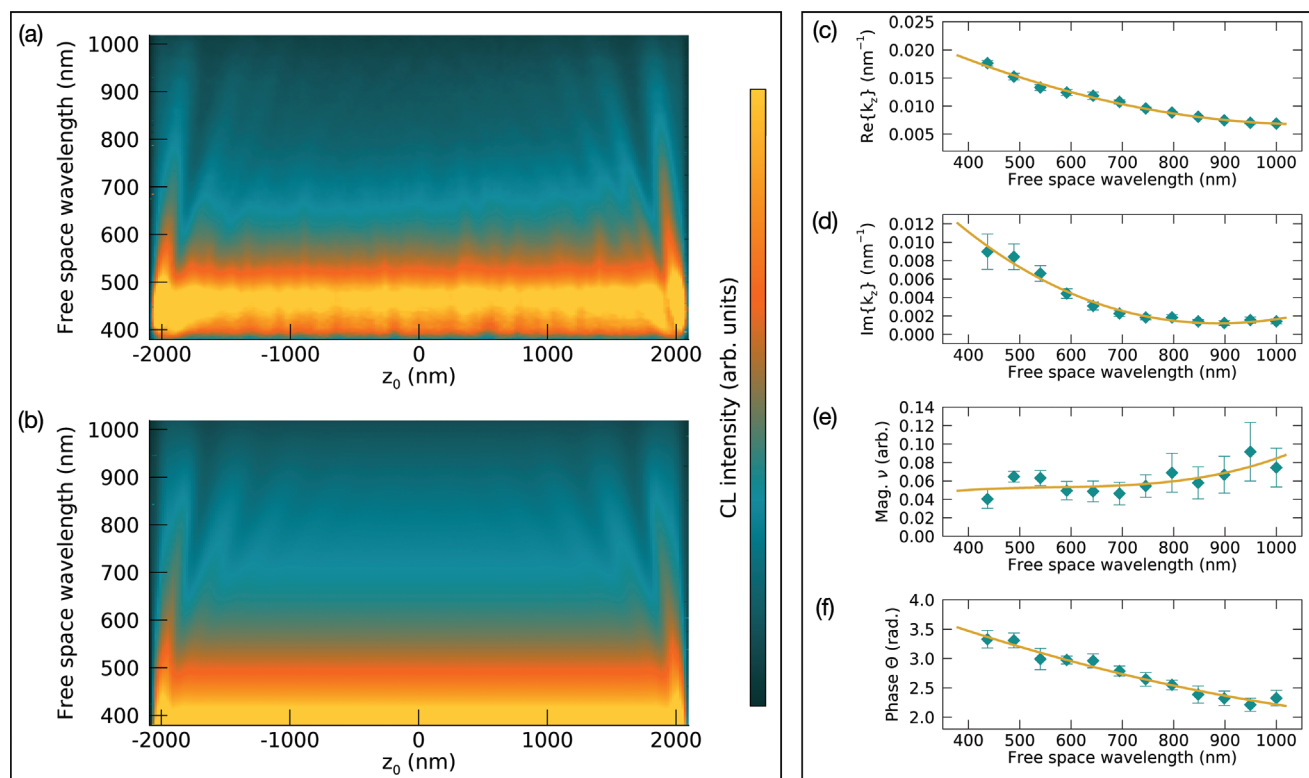 (a)
Free space wavelength (nm)
1000
900
800
700
600
500
400
-2000 -1000 0 1000 2000
z₀ (nm)
(b)
Free space wavelength (nm)
1000
900
800
700
600
500
400
-2000 -1000 0 1000 2000
z₀ (nm)
CL intensity (arb. units)
(c)
Re{k_z} (nm⁻¹)
0.025
0.020
0.015
0.010
0.005
400 500 600 700 800 900 1000
Free space wavelength (nm)
(d)
Im{k_z} (nm⁻¹)
0.012
0.010
0.008
0.006
0.004
0.002
0.000
400 500 600 700 800 900 1000
Free space wavelength (nm)
(e)
Mag. ν (arb.)
0.14
0.12
0.10
0.08
0.06
0.04
0.02
0.00
400 500 600 700 800 900 1000
Free space wavelength (nm)
(f)
Phase Θ (rad.)
4.0
3.5
3.0
2.5
2.0
400 500 600 700 800 900 1000
Free space wavelength (nm)